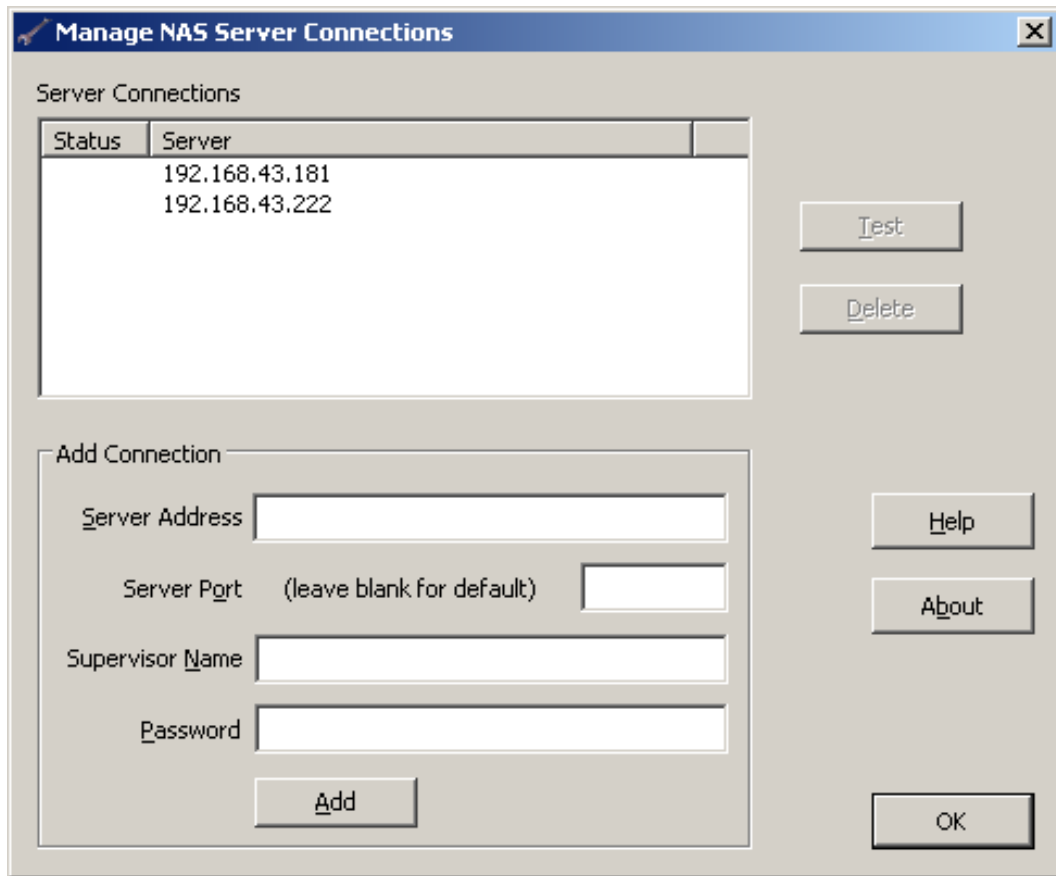 Manage NAS Server Connections
Server Connections
Status Server
192.168.43.181
192.168.43.222
Test
Delete
Add Connection
Server Address
Server Port (leave blank for default)
Supervisor Name
Password
Add
Help
About
OK